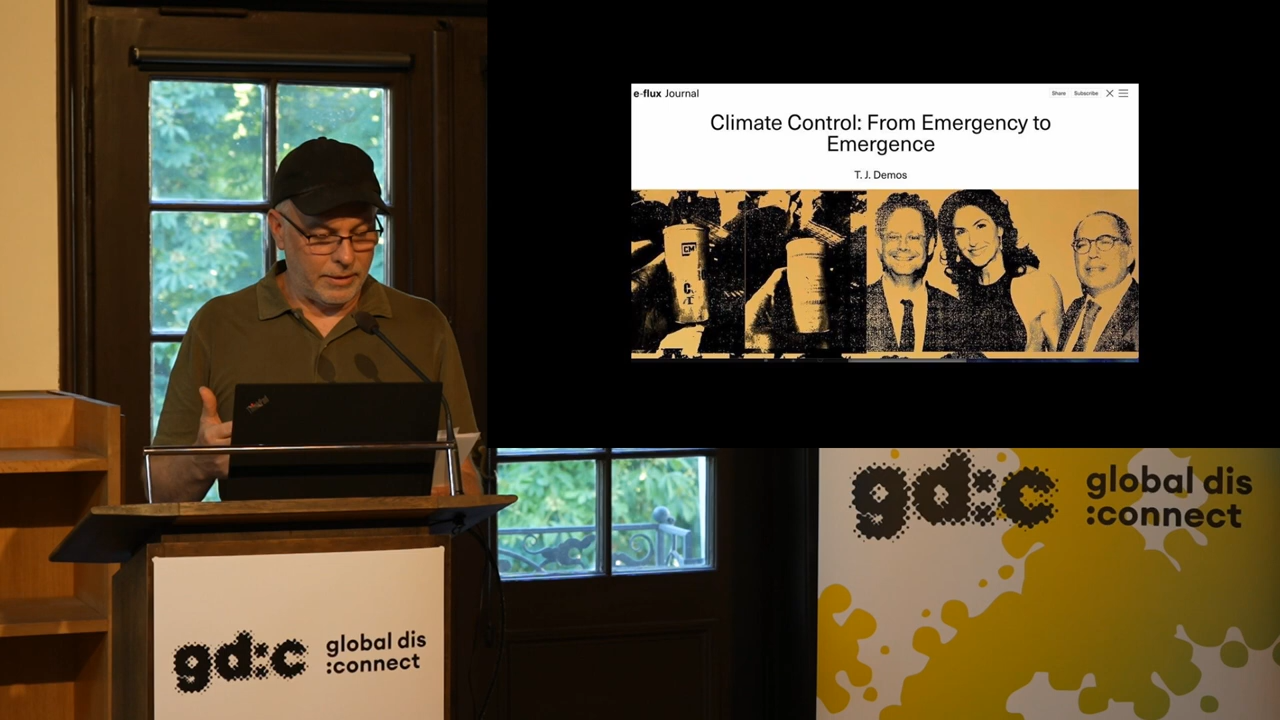 e-flux Journal
Share Subscribe
Climate Control: From Emergency to
Emergence
T. J. Demos
gd:c global dis
:connect
gd:c global dis
:connect